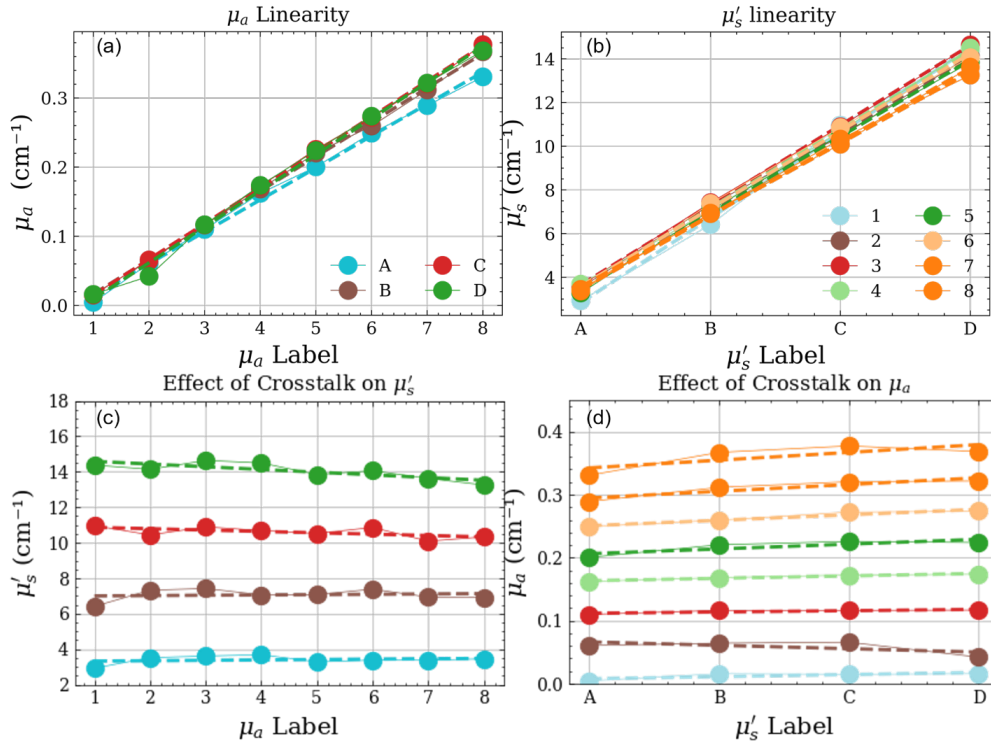 μₐ Linearity
(a)
μₐ (cm⁻¹)
0.3
0.2
0.1
0.0
A
C
B
D
1 2 3 4 5 6 7 8
μₐ Label
μ′ₛ linearity
(b)
μ′ₛ (cm⁻¹)
14
12
10
8
6
4
1
5
2
6
3
7
4
8
A B C D
μ′ₛ Label
Effect of Crosstalk on μ′ₛ
(c)
μ′ₛ (cm⁻¹)
18
16
14
12
10
8
6
4
2
1 2 3 4 5 6 7 8
μₐ Label
Effect of Crosstalk on μₐ
(d)
μₐ (cm⁻¹)
0.4
0.3
0.2
0.1
0.0
A B C D
μ′ₛ Label